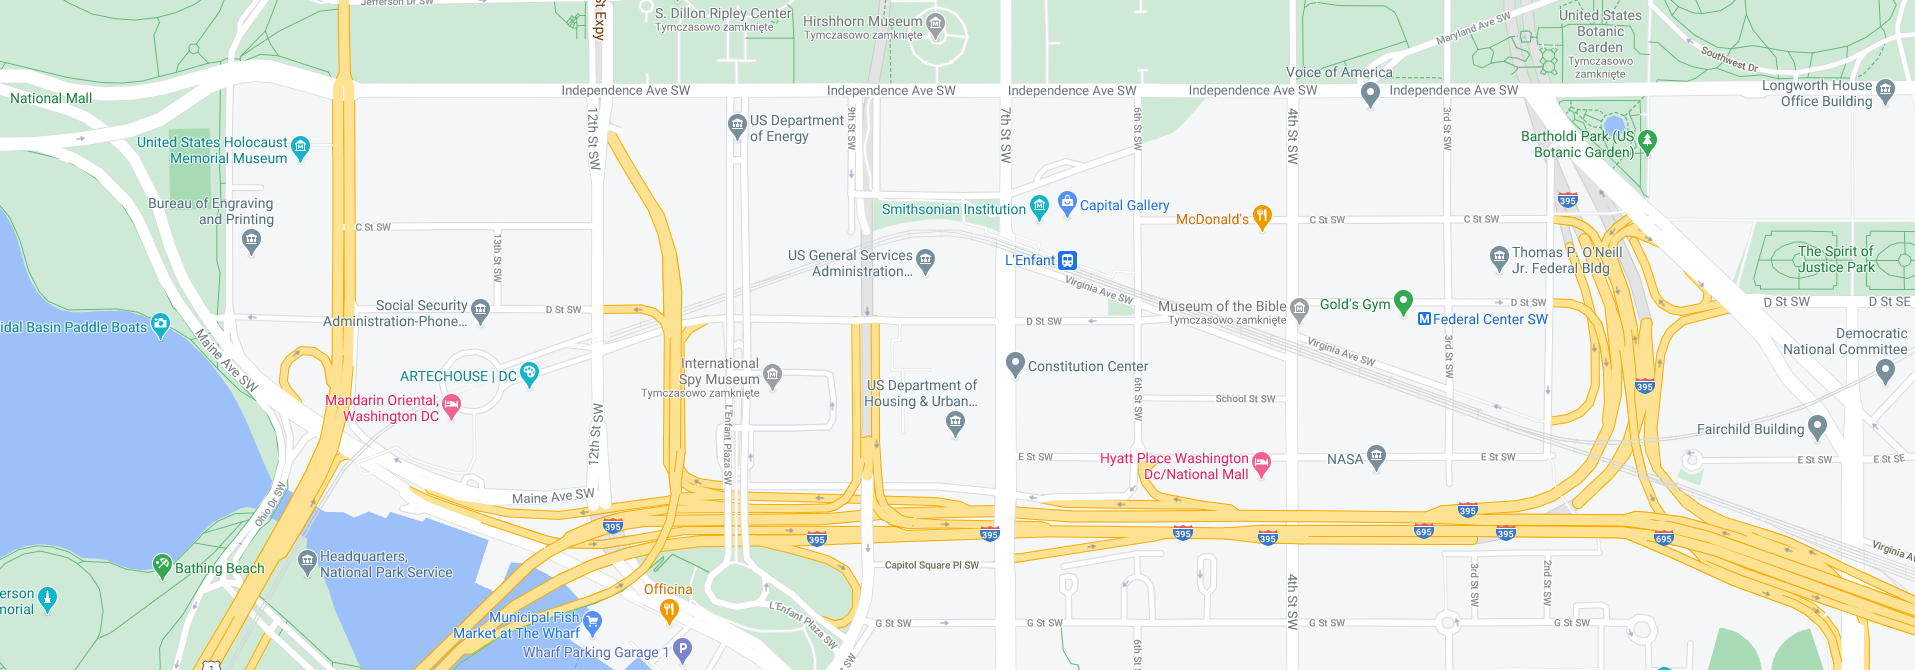 Jefferson Dr SW
St Expy
S. Dillon Ripley Center
Tymczasowo zamknięte
Hirshhorn Museum
Tymczasowo zamknięte
Maryland Ave SW
United States
Botanic
Garden
Tymczasowo
zamknięte
Southwest Dr
National Mall
Independence Ave SW
Independence Ave SW
Independence Ave SW
Independence Ave SW
Independence Ave SW
Voice of America
Longworth House
Office Building
12th St SW
US Department
of Energy
9th St SW
7th St SW
6th St SW
4th St SW
3rd St SW
Bartholdi Park (US
Botanic Garden)
United States Holocaust
Memorial Museum
Bureau of Engraving
and Printing
Smithsonian Institution
Capital Gallery
McDonald's
C St SW
C St SW
C St SW
395
13th St SW
US General Services
Administration...
L'Enfant
Thomas P. O'Neill
Jr. Federal Bldg
The Spirit of
Justice Park
Virginia Ave SW
Social Security
Administration-Phone...
D St SW
D St SW
Museum of the Bible
Tymczasowo zamknięte
Gold's Gym
D St SW
D St SW
D St SE
Federal Center SW
idal Basin Paddle Boats
Maine Ave SW
Democratic
National Committee
Virginia Ave SW
3rd St SW
International
Spy Museum
Tymczasowo zamknięte
Constitution Center
ARTECHOUSE | DC
US Department of
Housing & Urban...
395
6th St SW
School St SW
Mandarin Oriental,
Washington DC
12th St SW
L'Enfant Plaza SW
Fairchild Building
E St SW
Hyatt Place Washington
Dc/National Mall
NASA
E St SW
E St SW
E St SE
Maine Ave SW
Ohio Dr SW
395
395
395
395
395
695
395
395
695
Virginia Av
Headquarters,
National Park Service
Bathing Beach
Capitol Square Pl SW
erson
morial
Officina
4th St SW
3rd St SW
2nd St SW
Municipal Fish
Market at The Wharf
L'Enfant Plaza SW
G St SW
G St SW
G St SW
G St SW
Wharf Parking Garage 1
P
6th St SW
SW
1